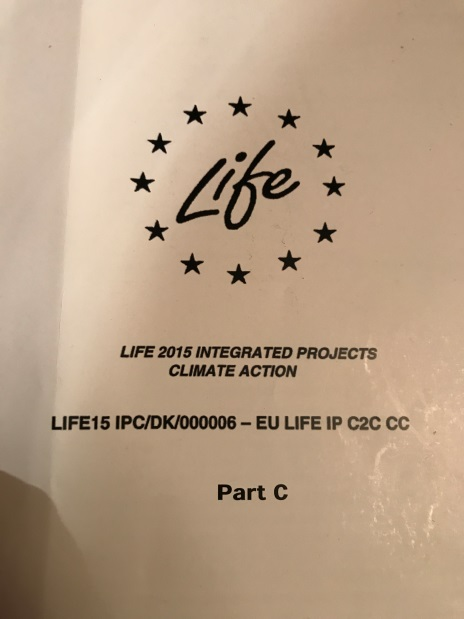 Life
LIFE 2015 INTEGRATED PROJECTS
CLIMATE ACTION
LIFE15 IPC/DK/000006 – EU LIFE IP C2C CC
Part C